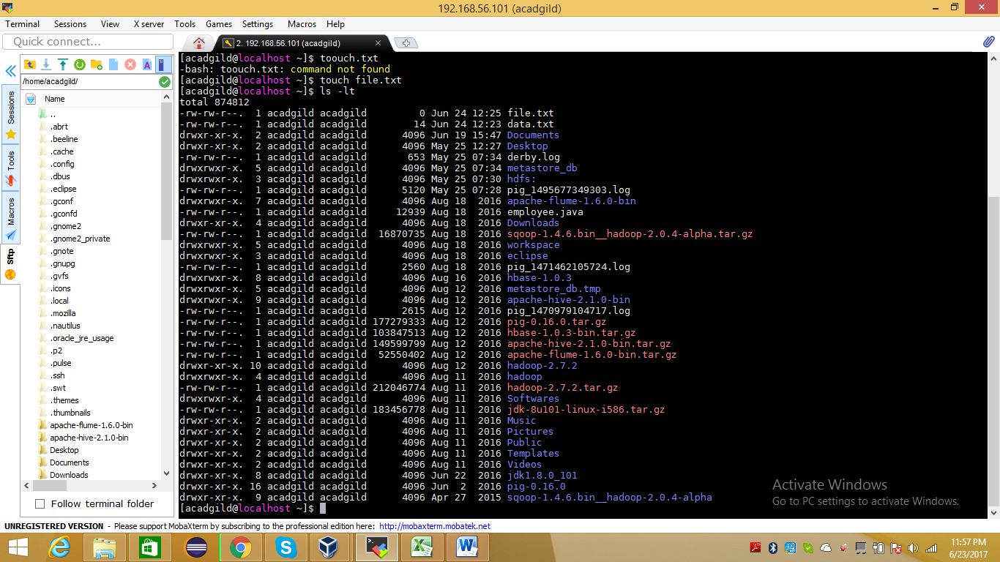 192.168.56.101 (acadgild)
Terminal Sessions View X server Tools Games Settings Macros Help
Quick connect...
2. 192.168.56.101 (acadgild)
/home/acadgild/
Name
..
.abrt
.beeline
.cache
.config
.dbus
.eclipse
.gconf
.gconfd
.gnome2
.gnome2_private
.gnote
.gnupg
.gvfs
.icons
.local
.mozilla
.nautilus
.oracle_jre_usage
.p2
.pulse
.ssh
.swt
.themes
.thumbnails
apache-flume-1.6.0-bin
apache-hive-2.1.0-bin
Desktop
Documents
Downloads
Follow terminal folder
Sessions
Tools
Macros
Sftp
[acadgild@localhost ~]$ toouch.txt
-bash: toouch.txt: command not found
[acadgild@localhost ~]$ touch file.txt
[acadgild@localhost ~]$ ls -lt
total 874812
-rw-rw-r--. 1 acadgild acadgild 0 Jun 24 12:25 file.txt
-rw-rw-r--. 1 acadgild acadgild 14 Jun 24 12:23 data.txt
drwxr-xr-x. 2 acadgild acadgild 4096 Jun 19 15:47 Documents
drwxr-xr-x. 2 acadgild acadgild 4096 May 25 12:27 Desktop
-rw-rw-r--. 1 acadgild acadgild 653 May 25 07:34 derby.log
drwxrwxr-x. 5 acadgild acadgild 4096 May 25 07:34 metastore_db
drwxrwxr-x. 3 acadgild acadgild 4096 May 25 07:30 hdfs:
-rw-rw-r--. 1 acadgild acadgild 5120 May 25 07:28 pig_1495677349303.log
drwxrwxr-x. 7 acadgild acadgild 4096 Aug 18 2016 apache-flume-1.6.0-bin
-rw-rw-r--. 1 acadgild acadgild 12939 Aug 18 2016 employee.java
drwxr-xr-x. 4 acadgild acadgild 4096 Aug 18 2016 Downloads
-rw-rw-r--. 1 acadgild acadgild 16870735 Aug 18 2016 sqoop-1.4.6.bin__hadoop-2.0.4-alpha.tar.gz
drwxrwxr-x. 5 acadgild acadgild 4096 Aug 18 2016 workspace
drwxrwxr-x. 3 acadgild acadgild 4096 Aug 18 2016 eclipse
-rw-rw-r--. 1 acadgild acadgild 2560 Aug 18 2016 pig_1471462105724.log
drwxrwxr-x. 8 acadgild acadgild 4096 Aug 16 2016 hbase-1.0.3
drwxrwxr-x. 5 acadgild acadgild 4096 Aug 12 2016 metastore_db.tmp
drwxrwxr-x. 9 acadgild acadgild 4096 Aug 12 2016 apache-hive-2.1.0-bin
-rw-rw-r--. 1 acadgild acadgild 2615 Aug 12 2016 pig_1470979104717.log
-rw-rw-r--. 1 acadgild acadgild 177279333 Aug 12 2016 pig-0.16.0.tar.gz
-rw-rw-r--. 1 acadgild acadgild 103847513 Aug 12 2016 hbase-1.0.3-bin.tar.gz
-rw-rw-r--. 1 acadgild acadgild 149599799 Aug 12 2016 apache-hive-2.1.0-bin.tar.gz
-rw-rw-r--. 1 acadgild acadgild 52550402 Aug 12 2016 apache-flume-1.6.0-bin.tar.gz
drwxr-xr-x. 10 acadgild acadgild 4096 Aug 12 2016 hadoop-2.7.2
drwxrwxr-x. 4 acadgild acadgild 4096 Aug 11 2016 hadoop
-rw-rw-r--. 1 acadgild acadgild 212046774 Aug 11 2016 hadoop-2.7.2.tar.gz
drwxrwxr-x. 4 acadgild acadgild 4096 Aug 11 2016 Softwares
-rw-rw-r--. 1 acadgild acadgild 183456778 Aug 11 2016 jdk-8u101-linux-i586.tar.gz
drwxr-xr-x. 2 acadgild acadgild 4096 Aug 11 2016 Music
drwxr-xr-x. 2 acadgild acadgild 4096 Aug 11 2016 Pictures
drwxr-xr-x. 2 acadgild acadgild 4096 Aug 11 2016 Public
drwxr-xr-x. 2 acadgild acadgild 4096 Aug 11 2016 Templates
drwxr-xr-x. 2 acadgild acadgild 4096 Aug 11 2016 Videos
drwxr-xr-x. 8 acadgild acadgild 4096 Jun 22 2016 jdk1.8.0_101
drwxr-xr-x. 16 acadgild acadgild 4096 Jun 2 2016 pig-0.16.0
drwxr-xr-x. 9 acadgild acadgild 4096 Apr 27 2015 sqoop-1.4.6.bin__hadoop-2.0.4-alpha
[acadgild@localhost ~]$
Activate Windows
Go to PC settings to activate Windows.
UNREGISTERED VERSION - Please support MobaXterm by subscribing to the professional edition here: http://mobaxterm.mobatek.net
11:57 PM
6/23/2017